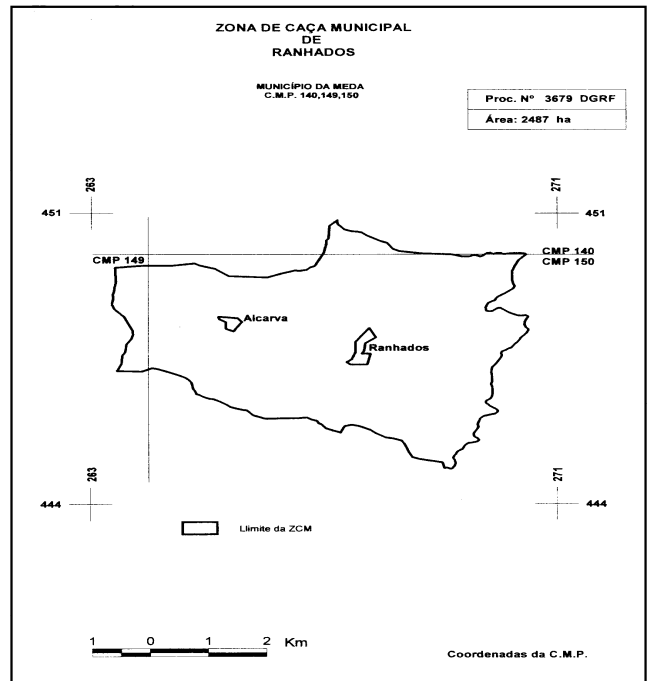 ZONA DE CAÇA MUNICIPAL
DE
RANHADOS
MUNICÍPIO DA MEDA
C.M.P. 140,149,150
Proc. Nº 3679 DGRF
Área: 2487 ha
263
271
451
451
CMP 149
CMP 140
CMP 150
Alcarva
Ranhados
263
271
444
444
Llimite da ZCM
1 0 1 2 Km
Coordenadas da C.M.P.